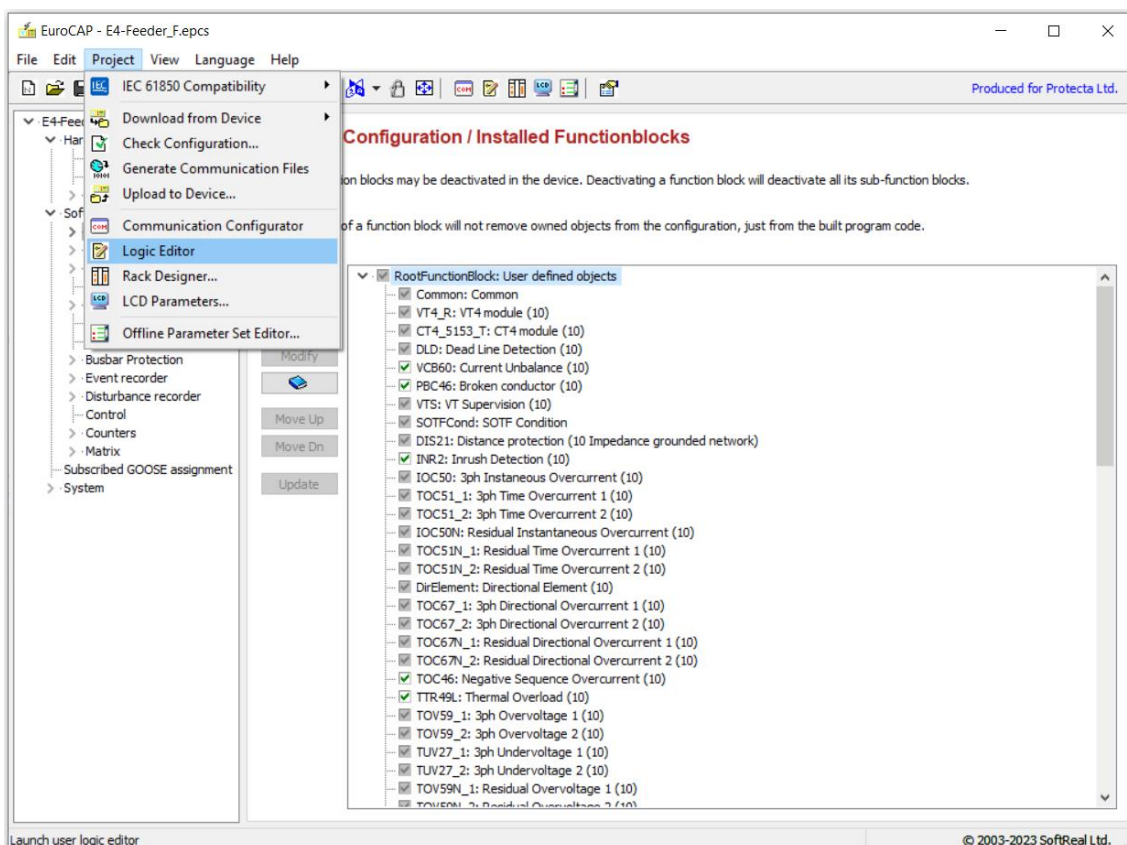 EuroCAP - E4-Feeder_F.epcs
File Edit Project View Language Help
Produced for Protecta Ltd.
IEC 61850 Compatibility
Download from Device
Check Configuration...
Generate Communication Files
Upload to Device...
Communication Configurator
Logic Editor
Rack Designer...
LCD Parameters...
Offline Parameter Set Editor...
E4-Fee
Har
Sof
Busbar Protection
Event recorder
Disturbance recorder
Control
Counters
Matrix
Subscribed GOOSE assignment
System
Configuration / Installed Functionblocks
ion blocks may be deactivated in the device. Deactivating a function block will deactivate all its sub-function blocks.
of a function block will not remove owned objects from the configuration, just from the built program code.
Modify
Move Up
Move Dn
Update
RootFunctionBlock: User defined objects
Common: Common
VT4_R: VT4 module (10)
CT4_5153_T: CT4 module (10)
DLD: Dead Line Detection (10)
VCB60: Current Unbalance (10)
PBC46: Broken conductor (10)
VTS: VT Supervision (10)
SOTFCond: SOTF Condition
DIS21: Distance protection (10 Impedance grounded network)
INR2: Inrush Detection (10)
IOC50: 3ph Instaneous Overcurrent (10)
TOC51_1: 3ph Time Overcurrent 1 (10)
TOC51_2: 3ph Time Overcurrent 2 (10)
IOC50N: Residual Instantaneous Overcurrent (10)
TOC51N_1: Residual Time Overcurrent 1 (10)
TOC51N_2: Residual Time Overcurrent 2 (10)
DirElement: Directional Element (10)
TOC67_1: 3ph Directional Overcurrent 1 (10)
TOC67_2: 3ph Directional Overcurrent 2 (10)
TOC67N_1: Residual Directional Overcurrent 1 (10)
TOC67N_2: Residual Directional Overcurrent 2 (10)
TOC46: Negative Sequence Overcurrent (10)
TTR49L: Thermal Overload (10)
TOV59_1: 3ph Overvoltage 1 (10)
TOV59_2: 3ph Overvoltage 2 (10)
TUV27_1: 3ph Undervoltage 1 (10)
TUV27_2: 3ph Undervoltage 2 (10)
TOV59N_1: Residual Overvoltage 1 (10)
TOV59N_2: Residual Overvoltage 2 (10)
Launch user logic editor
© 2003-2023 SoftReal Ltd.